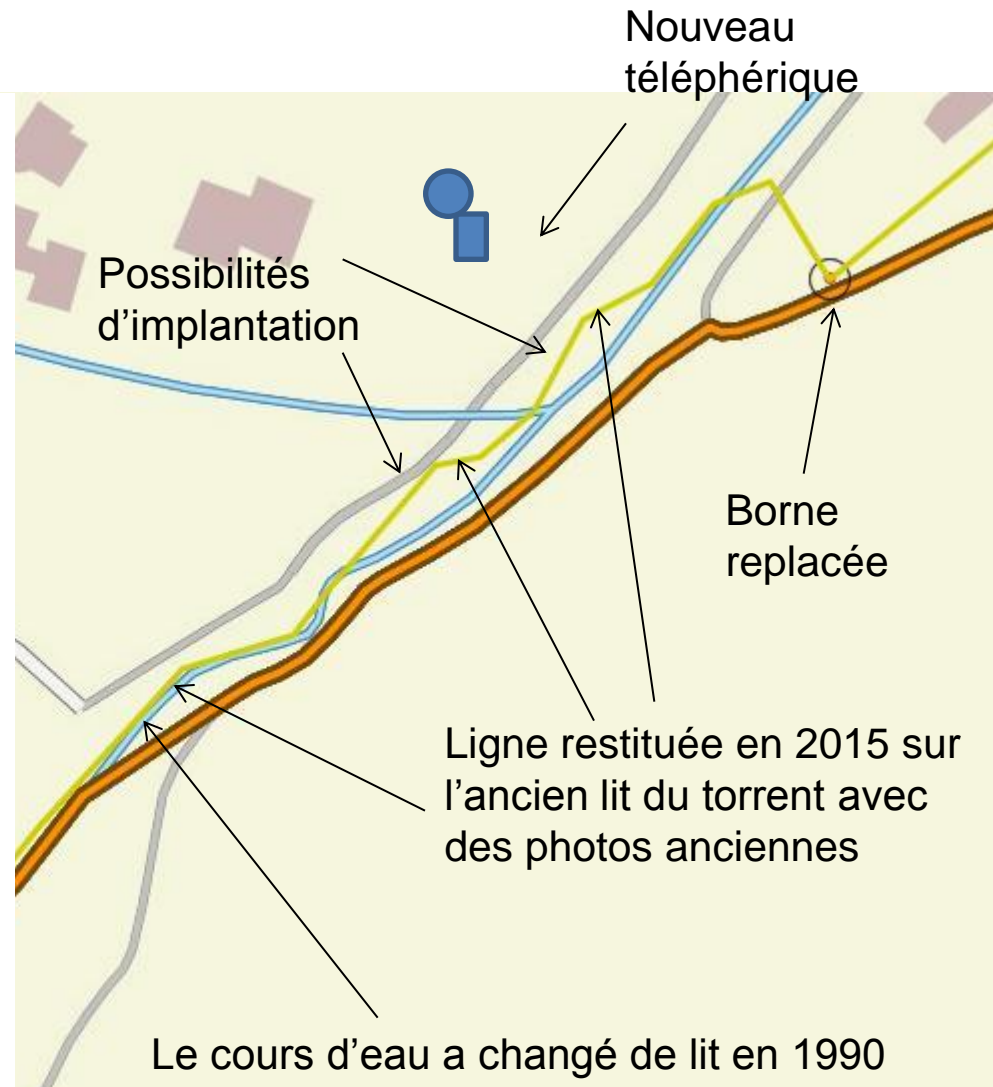 Nouveau
téléphérique
Possibilités
d’implantation
Borne
replacée
Ligne restituée en 2015 sur
l’ancien lit du torrent avec
des photos anciennes
Le cours d’eau a changé de lit en 1990